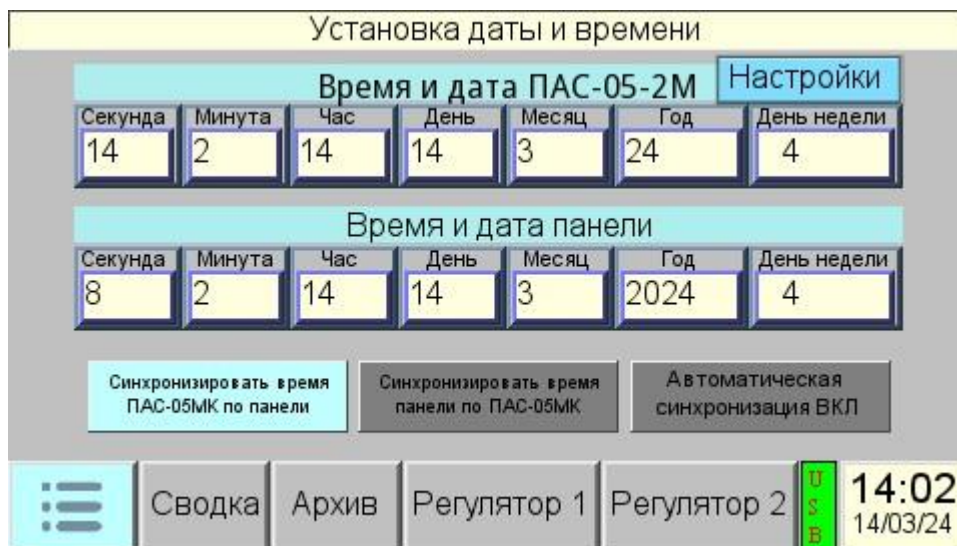 Установка даты и времени
Время и дата ПАС-05-2М Настройки
Секунда Минута Час День Месяц Год День недели
14 2 14 14 3 24 4
Время и дата панели
Секунда Минута Час День Месяц Год День недели
8 2 14 14 3 2024 4
Синхронизировать время
ПАС-05МК по панели
Синхронизировать время
панели по ПАС-05МК
Автоматическая
синхронизация ВКЛ
Сводка Архив Регулятор 1 Регулятор 2 USB
14:02
14/03/24